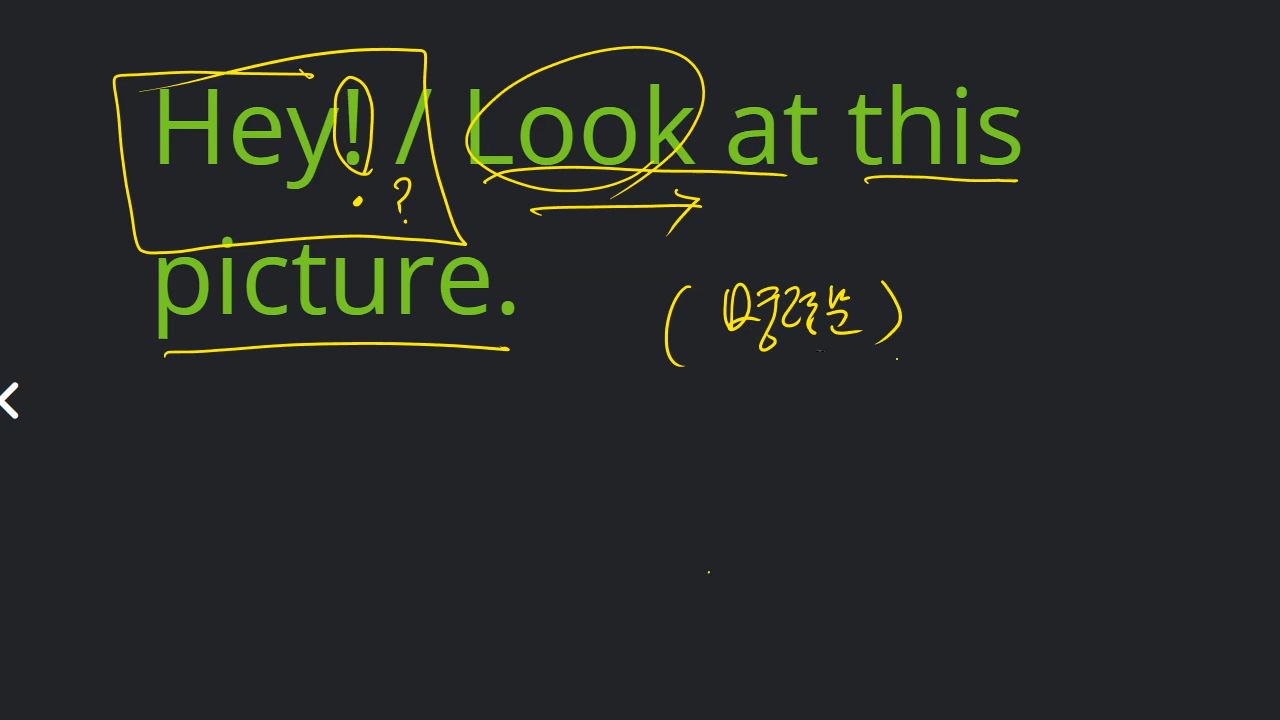 Hey! / Look at this
. ?
picture.
( 명령문 )